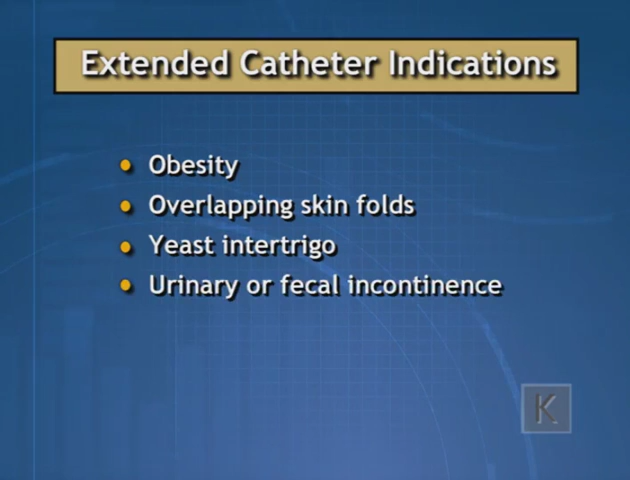 Extended Catheter Indications
• Obesity
• Overlapping skin folds
• Yeast intertrigo
• Urinary or fecal incontinence
K